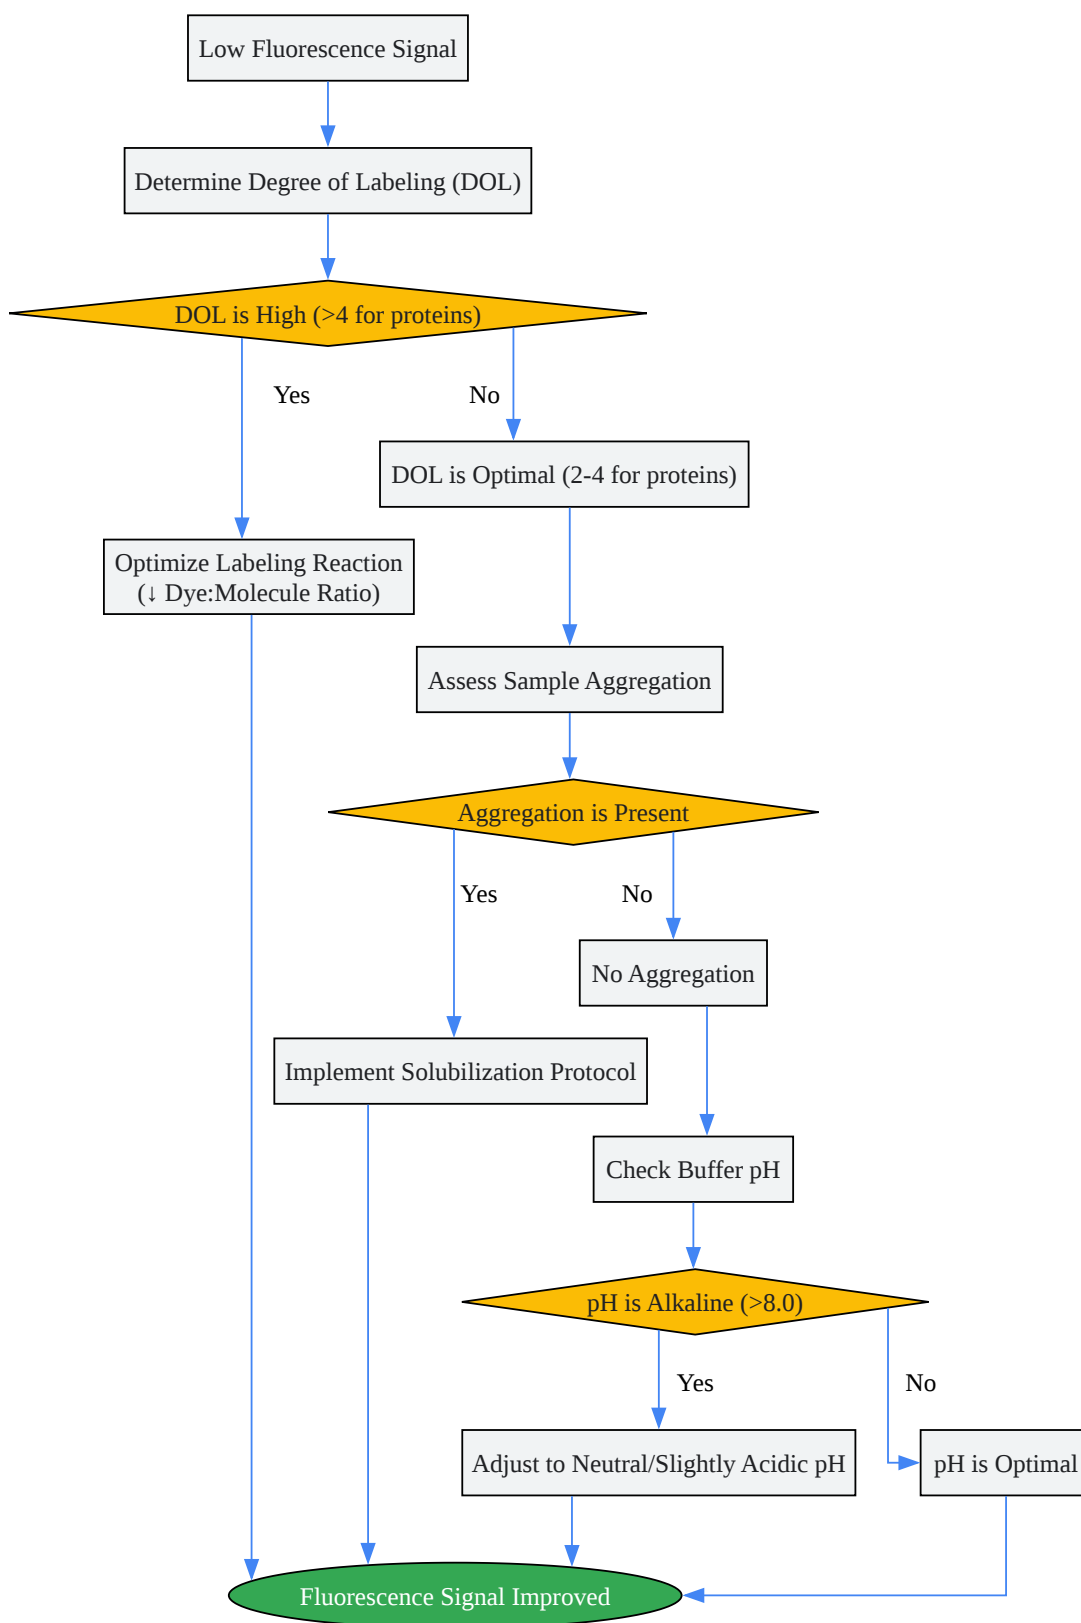 Low Fluorescence Signal
Determine Degree of Labeling (DOL)
DOL is High (>4 for proteins)
Yes
No
DOL is Optimal (2-4 for proteins)
Optimize Labeling Reaction
(↓ Dye:Molecule Ratio)
Assess Sample Aggregation
Aggregation is Present
Yes
No
No Aggregation
Implement Solubilization Protocol
Check Buffer pH
pH is Alkaline (>8.0)
Yes
No
Adjust to Neutral/Slightly Acidic pH
pH is Optimal
Fluorescence Signal Improved